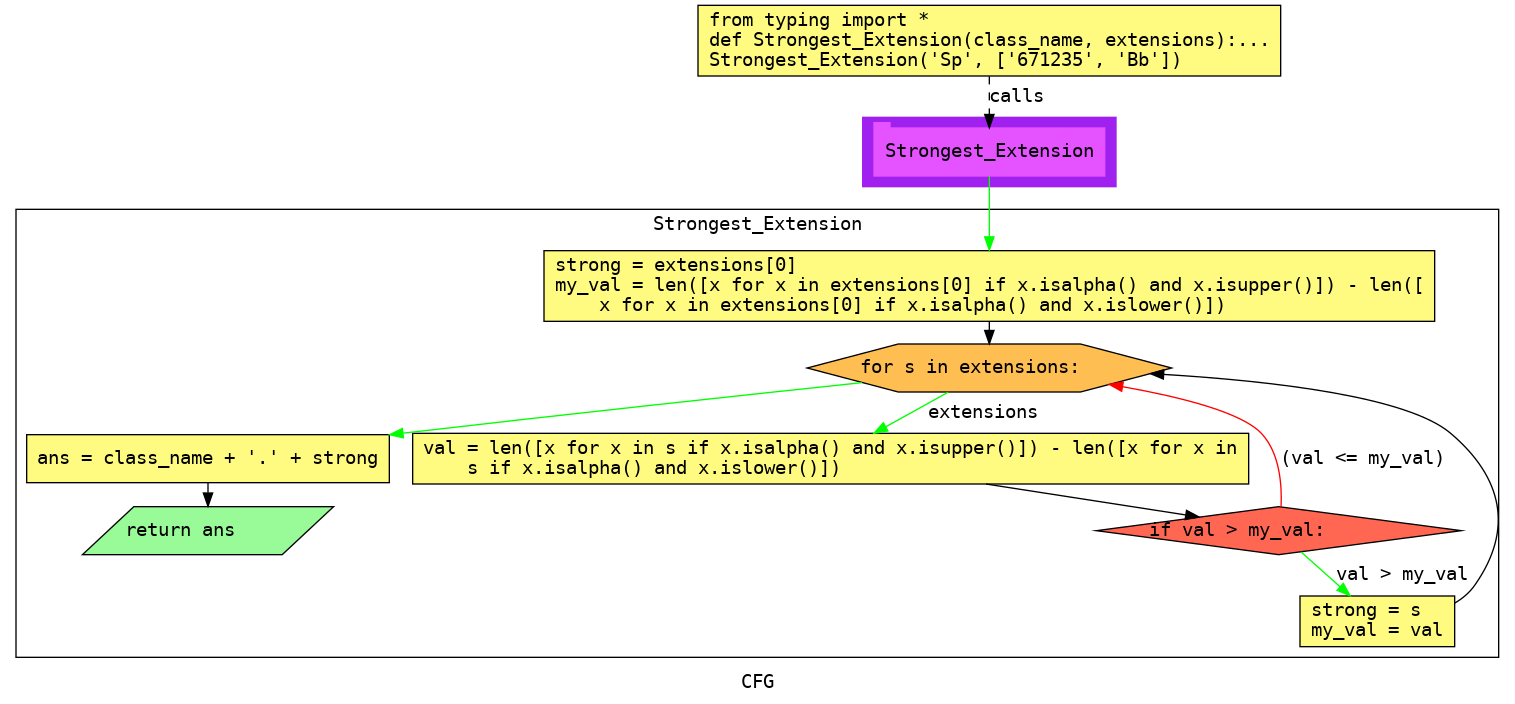 from typing import *
def Strongest_Extension(class_name, extensions):...
Strongest_Extension('Sp', ['671235', 'Bb'])
calls
Strongest_Extension
Strongest_Extension
strong = extensions[0]
my_val = len([x for x in extensions[0] if x.isalpha() and x.isupper()]) - len([
    x for x in extensions[0] if x.isalpha() and x.islower()])
for s in extensions:
extensions
ans = class_name + '.' + strong
val = len([x for x in s if x.isalpha() and x.isupper()]) - len([x for x in
    s if x.isalpha() and x.islower()])
(val <= my_val)
return ans
if val > my_val:
val > my_val
strong = s
my_val = val
CFG